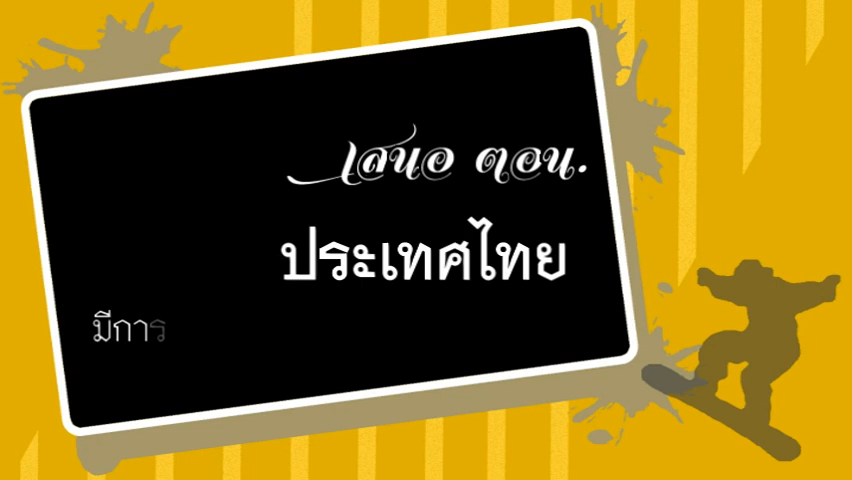 เสนอ ตอน.
ประเทศไทย
มีการ